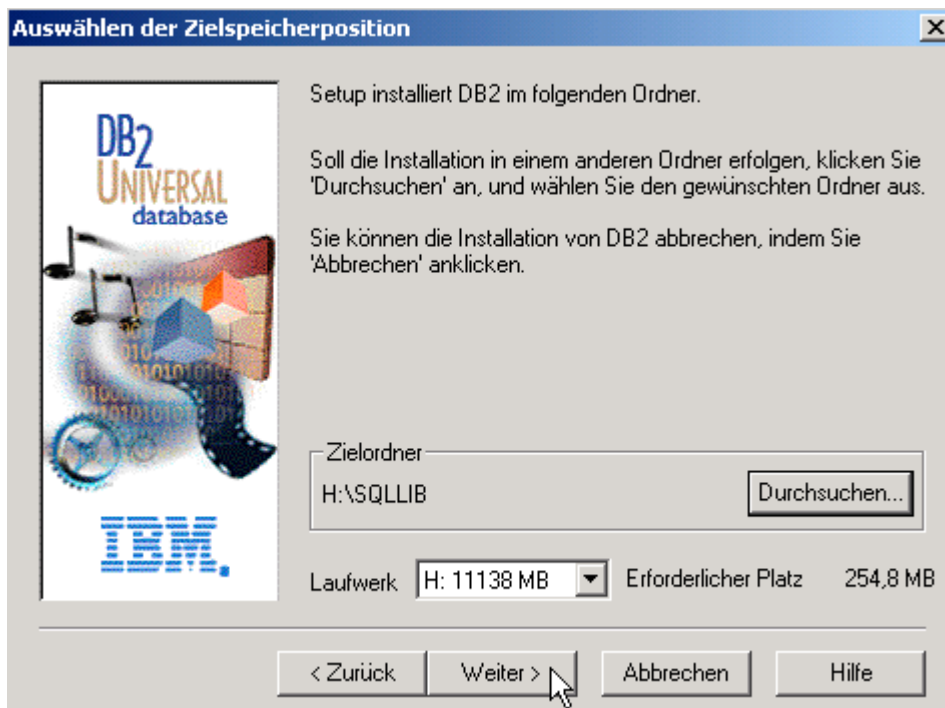 Auswählen der Zielspeicherposition
DB2
UNIVERSAL
database
IBM.
Setup installiert DB2 im folgenden Ordner.
Soll die Installation in einem anderen Ordner erfolgen, klicken Sie
'Durchsuchen' an, und wählen Sie den gewünschten Ordner aus.
Sie können die Installation von DB2 abbrechen, indem Sie
'Abbrechen' anklicken.
Zielordner
H:\SQLLIB Durchsuchen...
Laufwerk H: 11138 MB Erforderlicher Platz 254,8 MB
< Zurück Weiter > Abbrechen Hilfe